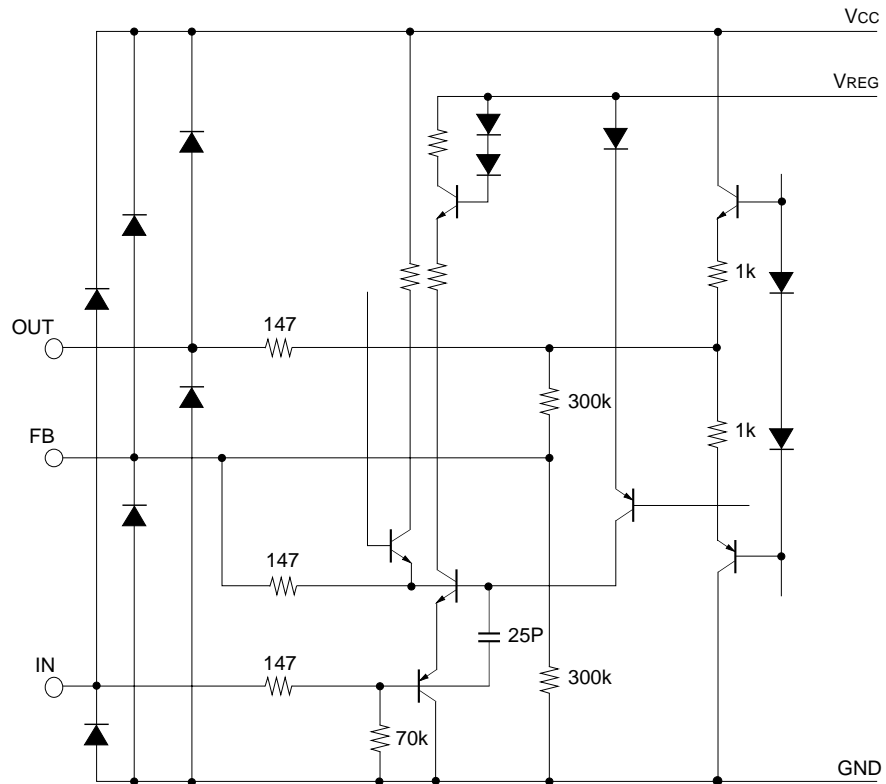 VCC
VREG
1k
OUT
147
300k
1k
FB
147
25P
IN
147
300k
70k
GND